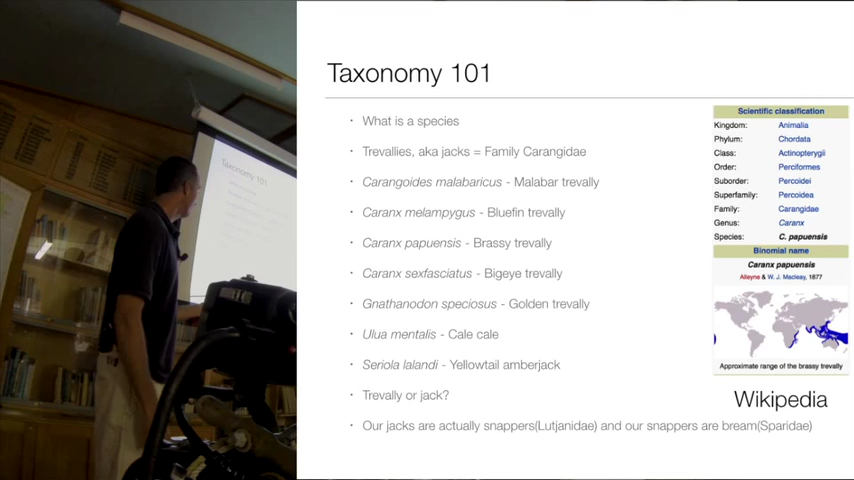 Taxonomy 101
Taxonomy 101
• What is a species
• Trevallies, aka jacks = Family Carangidae
• Carangoides malabaricus - Malabar trevally
• Caranx melampygus - Bluefin trevally
• Caranx papuensis - Brassy trevally
• Caranx sexfasciatus - Bigeye trevally
• Gnathanodon speciosus - Golden trevally
• Ulua mentalis - Cale cale
• Seriola lalandi - Yellowtail amberjack
• Trevally or jack?
• Our jacks are actually snappers(Lutjanidae) and our snappers are bream(Sparidae)
Scientific classification
Kingdom: Animalia
Phylum: Chordata
Class: Actinopterygii
Order: Perciformes
Suborder: Percoidei
Superfamily: Percoidea
Family: Carangidae
Genus: Caranx
Species: C. papuensis
Binomial name
Caranx papuensis
Alleyne & W. J. Macleay, 1877
Approximate range of the brassy trevally
Wikipedia